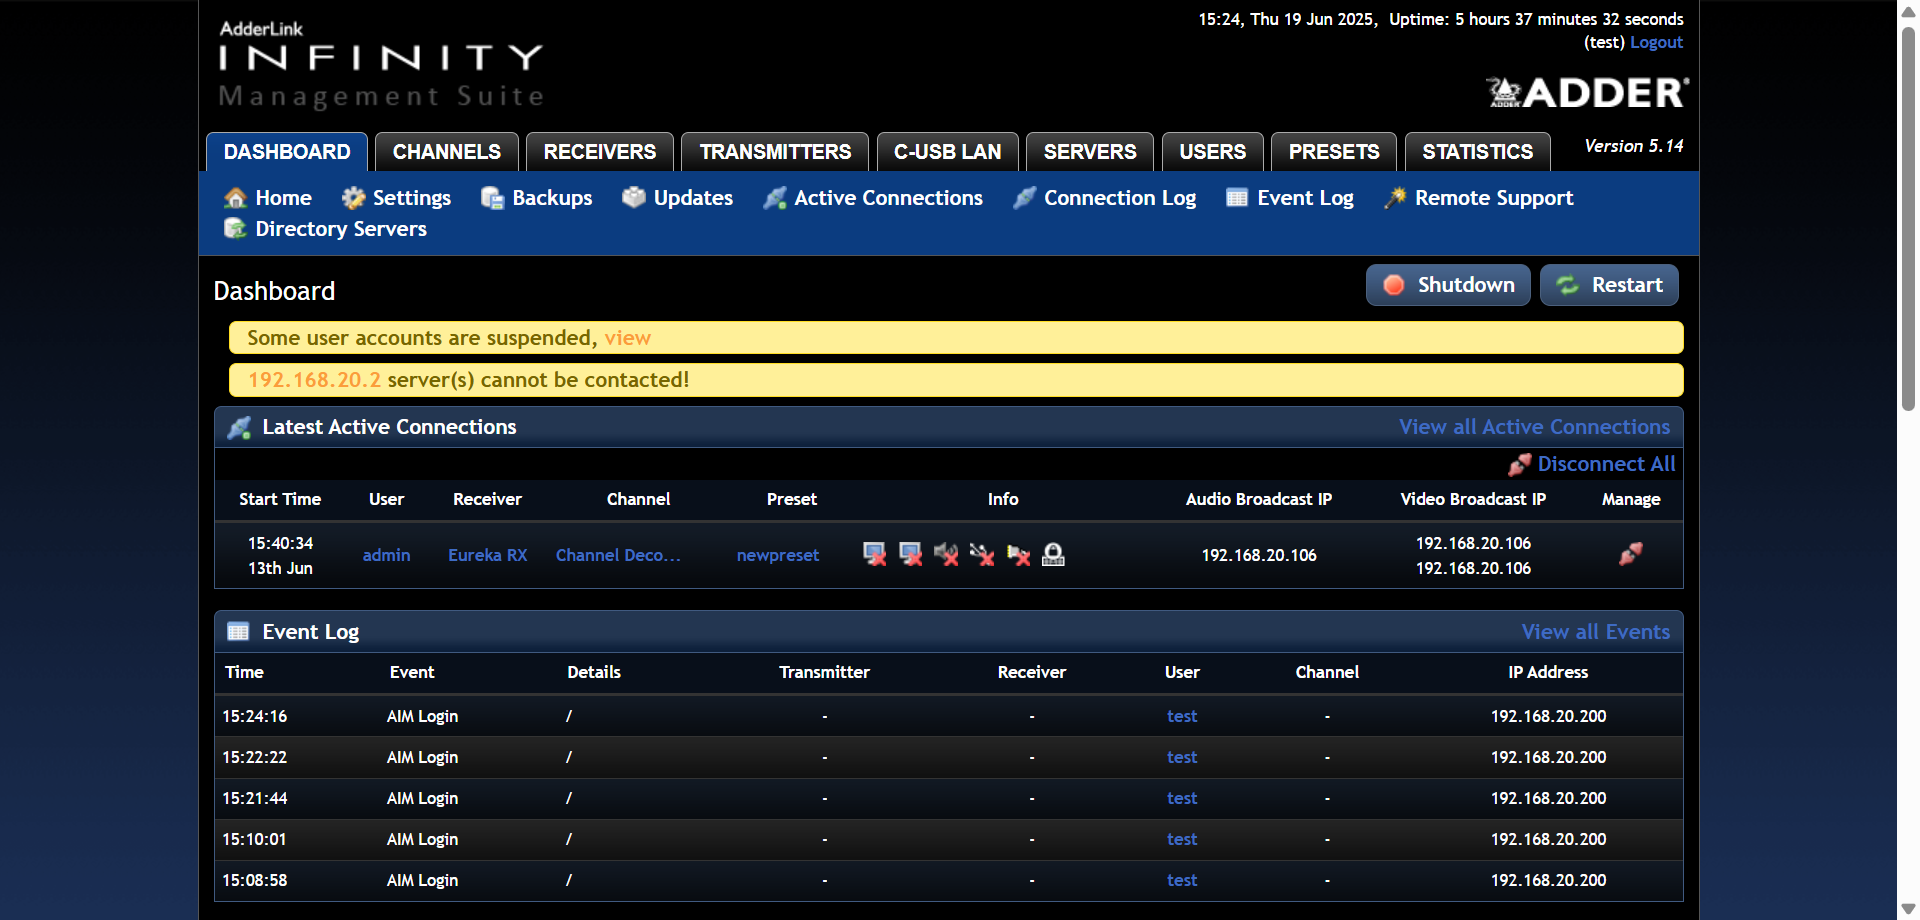 AdderLink
INFINITY
Management Suite
15:24, Thu 19 Jun 2025, Uptime: 5 hours 37 minutes 32 seconds
(test) Logout
ADDER
ADDER
Version 5.14
DASHBOARD CHANNELS RECEIVERS TRANSMITTERS C-USB LAN SERVERS USERS PRESETS STATISTICS
Home Settings Backups Updates Active Connections Connection Log Event Log Remote Support
Directory Servers
Dashboard
Shutdown Restart
Some user accounts are suspended, view
192.168.20.2 server(s) cannot be contacted!
Latest Active Connections View all Active Connections
Disconnect All
Start Time User Receiver Channel Preset Info Audio Broadcast IP Video Broadcast IP Manage
15:40:34 192.168.20.106
admin Eureka RX Channel Deco... newpreset 192.168.20.106
13th Jun 192.168.20.106
Event Log View all Events
Time Event Details Transmitter Receiver User Channel IP Address
15:24:16 AIM Login / - - test - 192.168.20.200
15:22:22 AIM Login / - - test - 192.168.20.200
15:21:44 AIM Login / - - test - 192.168.20.200
15:10:01 AIM Login / - - test - 192.168.20.200
15:08:58 AIM Login / - - test - 192.168.20.200